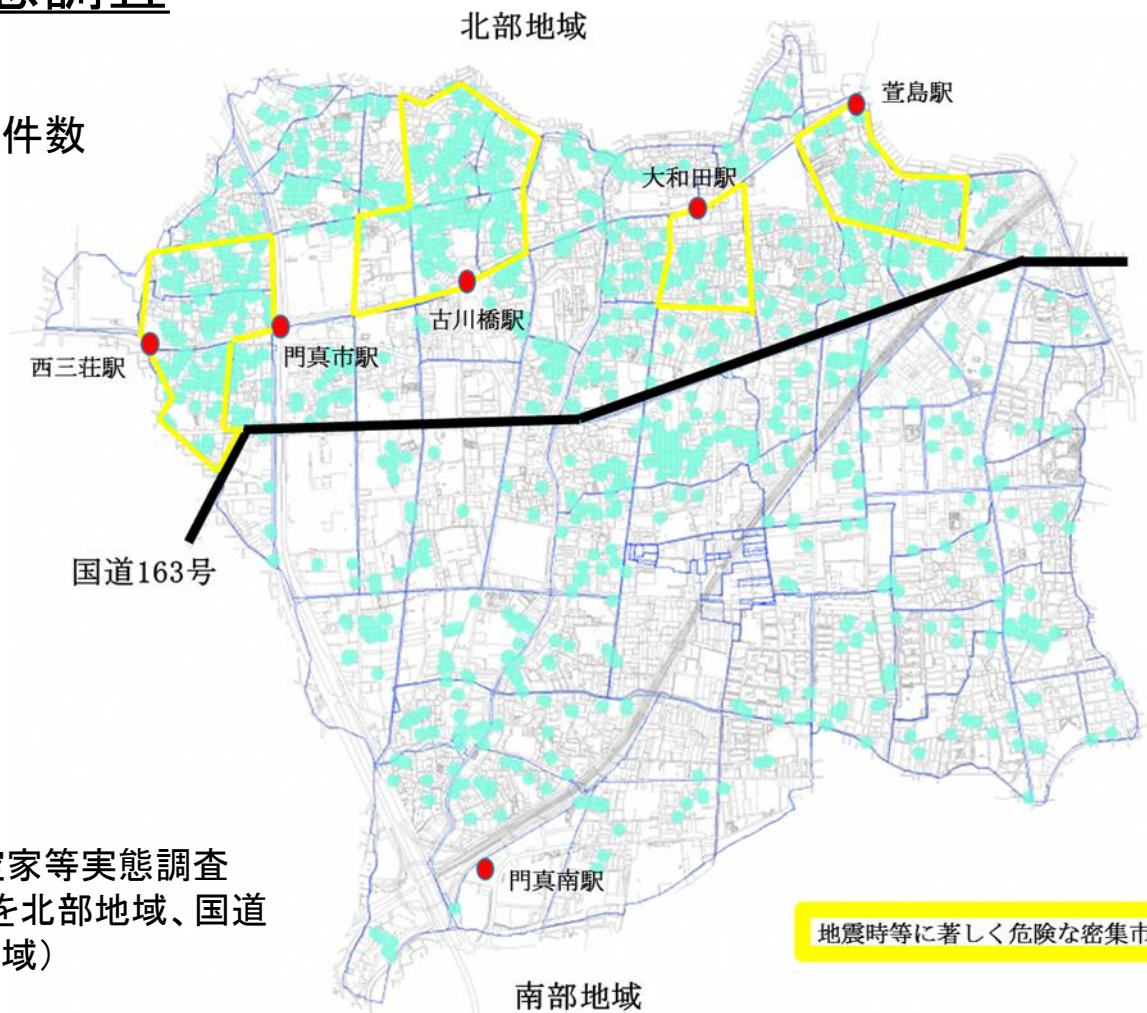 態調査
北部地域
件数
萱島駅
大和田駅
古川橋駅
門真市駅
西三荘駅
国道163号
家等実態調査
を北部地域、国道
域）
門真南駅
地震時等に著しく危険な密集市
南部地域